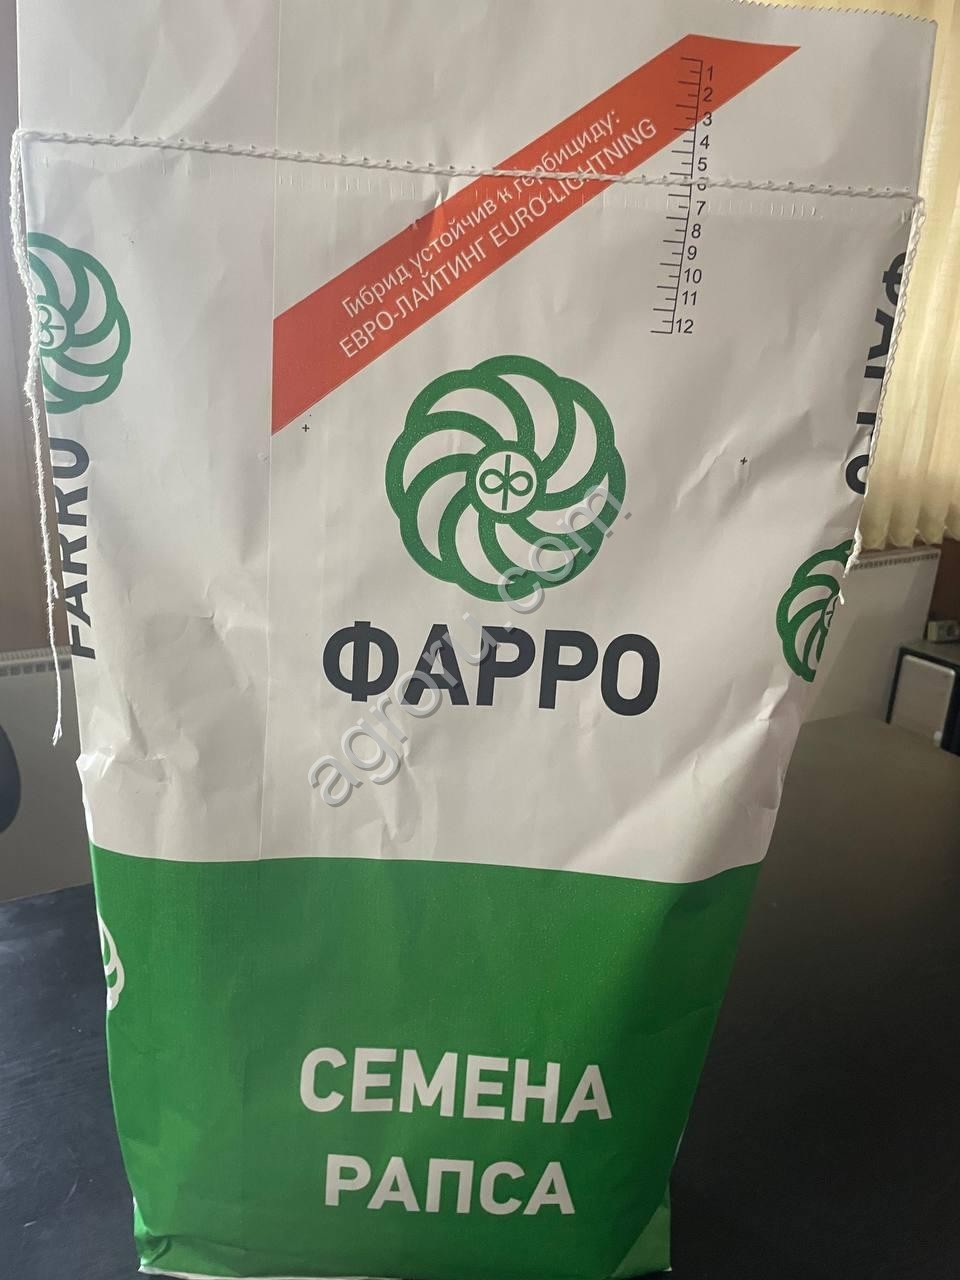 Гибрид устойчив к гербициду:
ЕВРО-ЛАЙТИНГ EURO-LIGHTNING
1
2
3
4
5
6
7
8
9
10
11
12
ФАРРО
FARRO
ФАРРО
agroru.com
СЕМЕНА
РАПСА